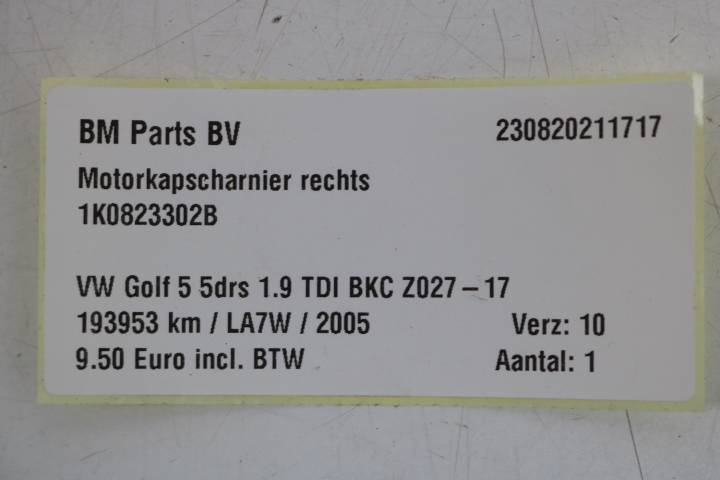 BM Parts BV 230820211717
Motorkapscharnier rechts
1K0823302B
VW Golf 5 5drs 1.9 TDI BKC Z027-17
193953 km / LA7W / 2005 Verz: 10
9.50 Euro incl. BTW Aantal: 1